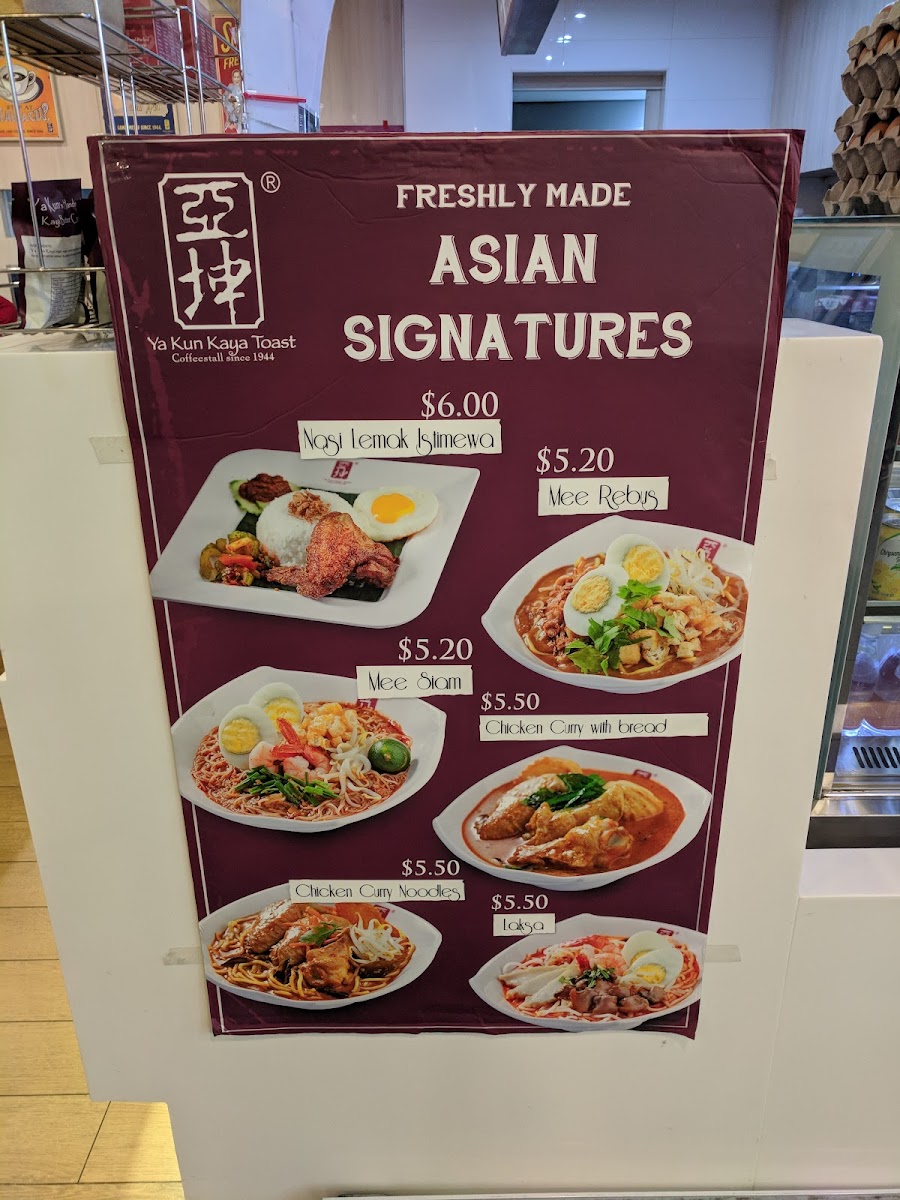 亞坤
®
Ya Kun Kaya Toast
Coffeestall since 1944
FRESHLY MADE
ASIAN
SIGNATURES
$6.00
Nasi Lemak Istimewa
$5.20
Mee Rebus
$5.20
Mee Siam
$5.50
Chicken Curry with bread
$5.50
Chicken Curry Noodles
$5.50
Laksa